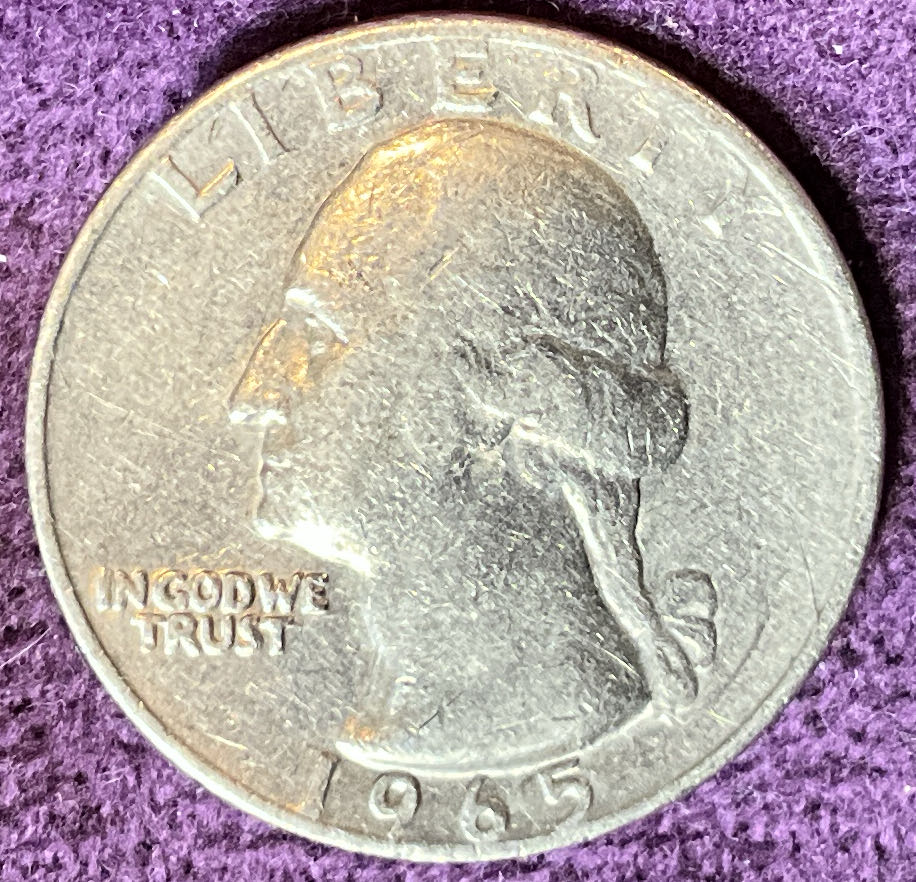 LIBERTY
IN GOD WE
TRUST
1965